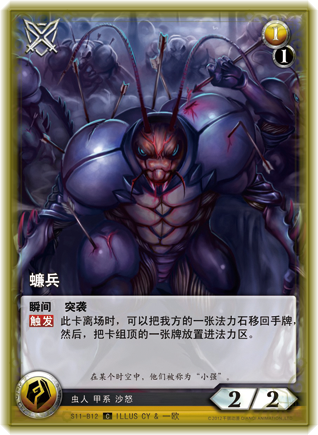 1
1
蠊兵
瞬间 突袭
触发 此卡离场时，可以把我方的一张法力石移回手牌，
然后，把卡组顶的一张牌放置进法力区。
在某个时空中，他们被称为“小强”。
虫人 甲系 沙怒
2 / 2
S11-012 C ILLUS CY & 一欧